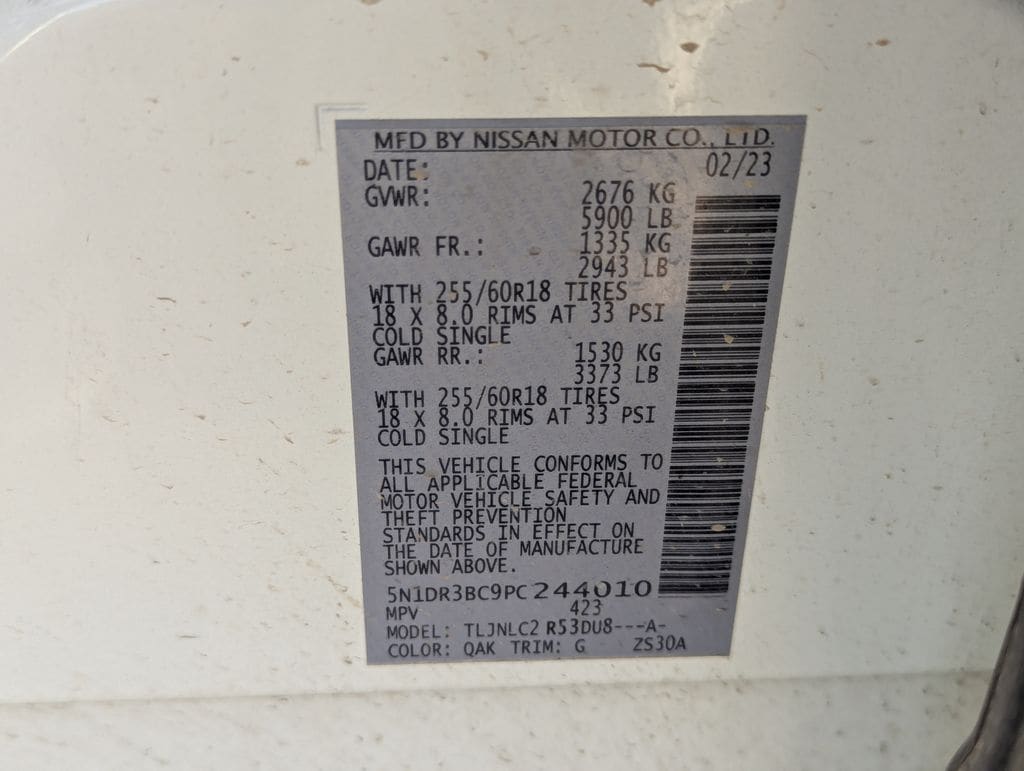 MFD BY NISSAN MOTOR CO., LTD.
DATE: 02/23
GVWR: 2676 KG
5900 LB
GAWR FR.: 1335 KG
2943 LB
WITH 255/60R18 TIRES
18 X 8.0 RIMS AT 33 PSI
COLD SINGLE
GAWR RR.: 1530 KG
3373 LB
WITH 255/60R18 TIRES
18 X 8.0 RIMS AT 33 PSI
COLD SINGLE
THIS VEHICLE CONFORMS TO
ALL APPLICABLE FEDERAL
MOTOR VEHICLE SAFETY AND
THEFT PREVENTION
STANDARDS IN EFFECT ON
THE DATE OF MANUFACTURE
SHOWN ABOVE.
5N1DR3BC9PC244010
MPV 423
MODEL: TLJNLC2 R53DU8---A-
COLOR: QAK TRIM: G ZS30A